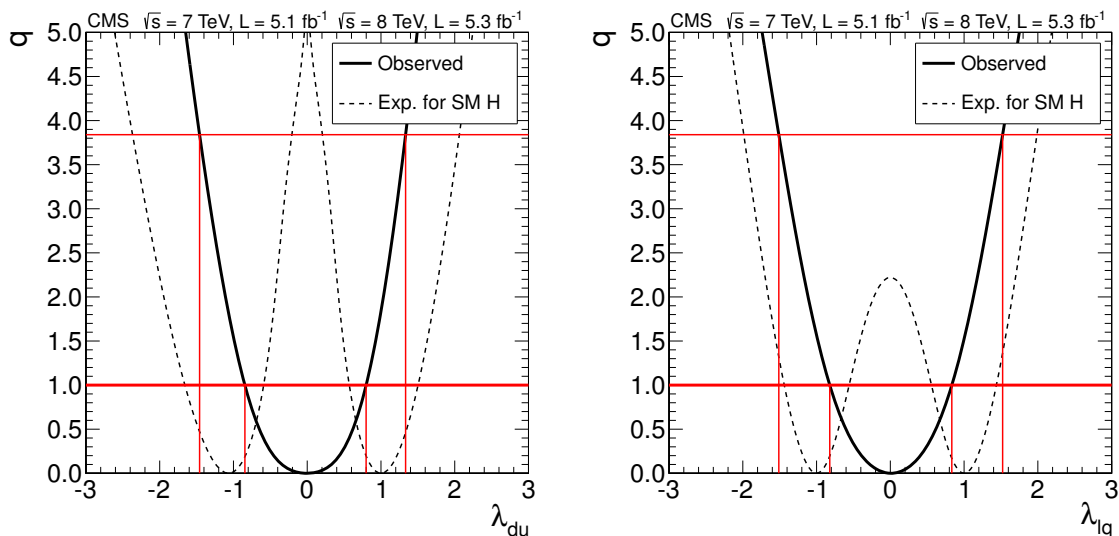 CMS √s = 7 TeV, L = 5.1 fb-1 √s = 8 TeV, L = 5.3 fb-1
q
5.0
4.5
4.0
3.5
3.0
2.5
2.0
1.5
1.0
0.5
0.0
Observed
Exp. for SM H
-3 -2 -1 0 1 2 3
λdu
CMS √s = 7 TeV, L = 5.1 fb-1 √s = 8 TeV, L = 5.3 fb-1
q
5.0
4.5
4.0
3.5
3.0
2.5
2.0
1.5
1.0
0.5
0.0
Observed
Exp. for SM H
-3 -2 -1 0 1 2 3
λlq